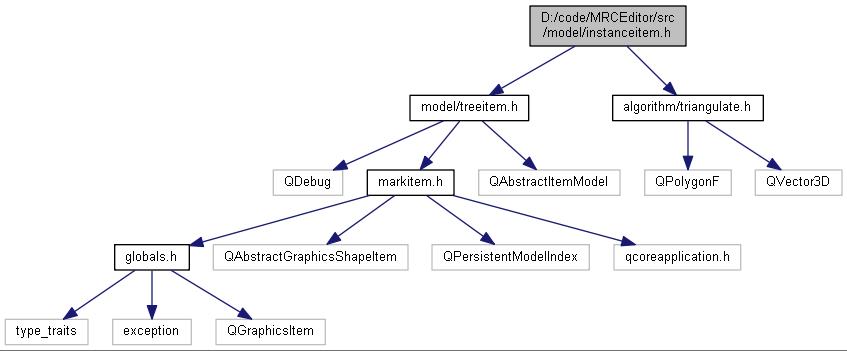 D:/code/MRCEditor/src
/model/instanceitem.h
model/treeitem.h
algorithm/triangulate.h
QDebug
markitem.h
QAbstractItemModel
QPolygonF
QVector3D
globals.h
QAbstractGraphicsShapeItem
QPersistentModelIndex
qcoreapplication.h
type_traits
exception
QGraphicsItem